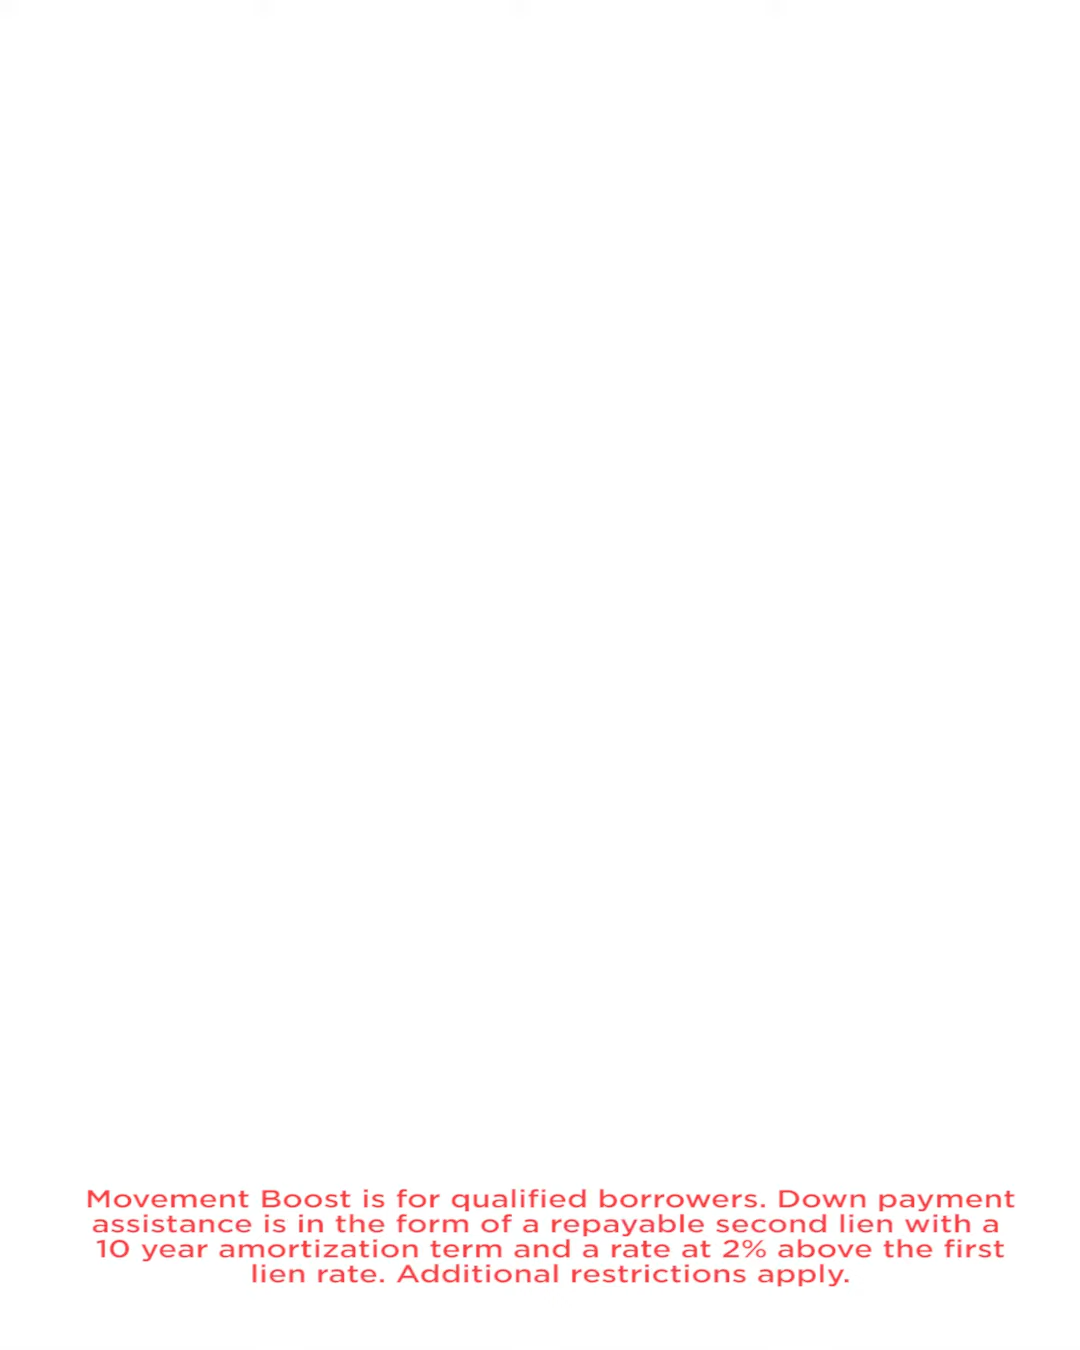 Movement Boost is for qualified borrowers. Down payment
assistance is in the form of a repayable second lien with a
10 year amortization term and a rate at 2% above the first
lien rate. Additional restrictions apply.